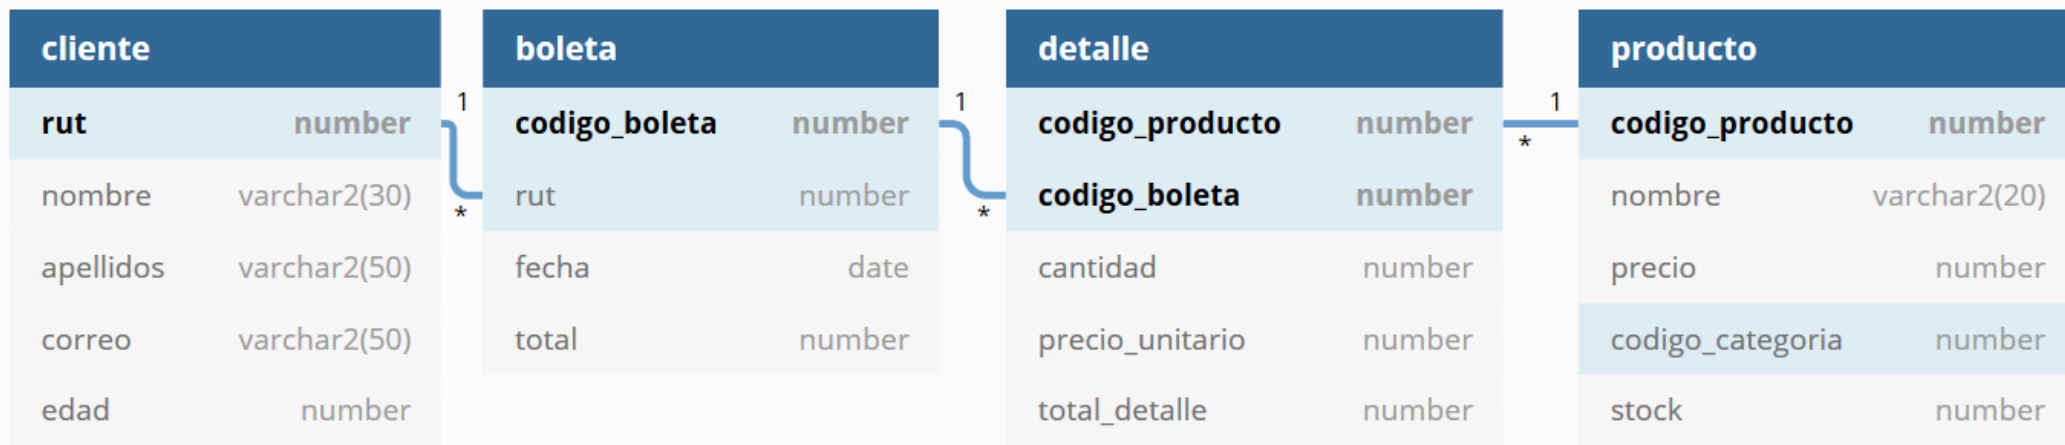 cliente
rut number
nombre varchar2(30)
apellidos varchar2(50)
correo varchar2(50)
edad number
1
*
boleta
codigo_boleta number
rut number
fecha date
total number
1
*
detalle
codigo_producto number
codigo_boleta number
cantidad number
precio_unitario number
total_detalle number
1
*
producto
codigo_producto number
nombre varchar2(20)
precio number
codigo_categoria number
stock number